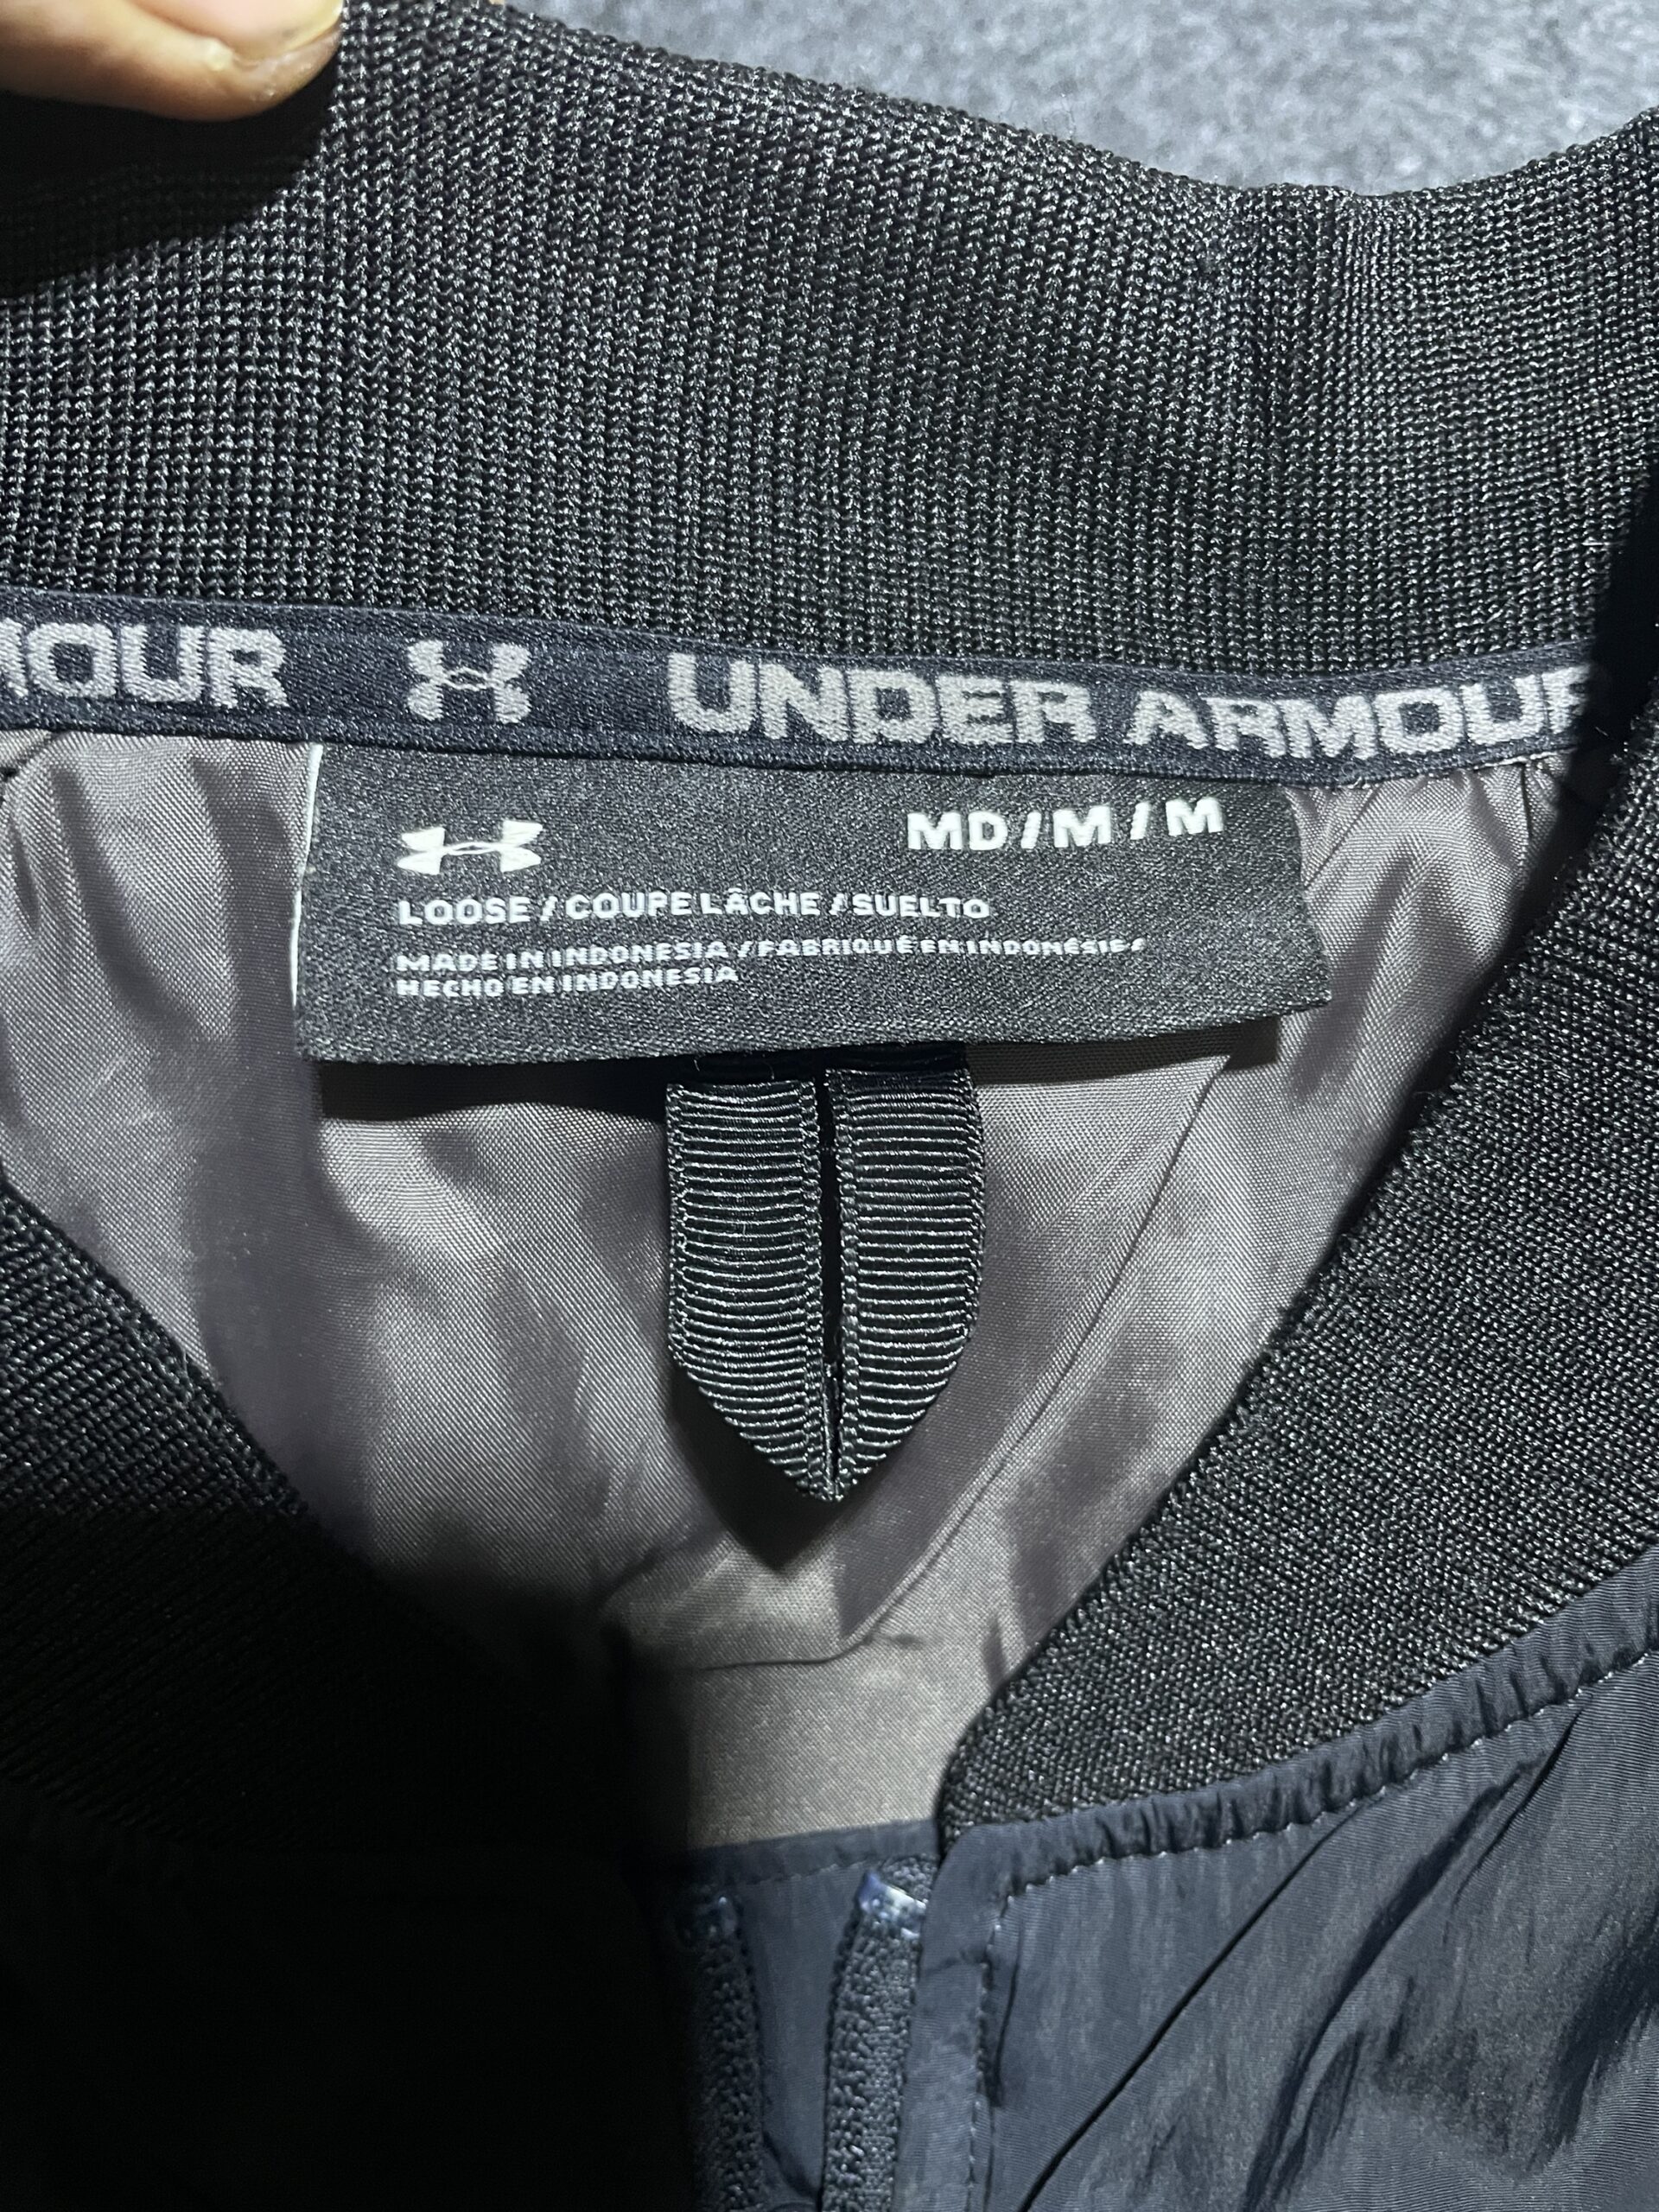 MOUR UNDER ARMOUR
MD/M/M
LOOSE / COUPE LÂCHE / SUELTO
MADE IN INDONESIA / FABRIQUÉ EN INDONÉSIE /
HECHO EN INDONESIA